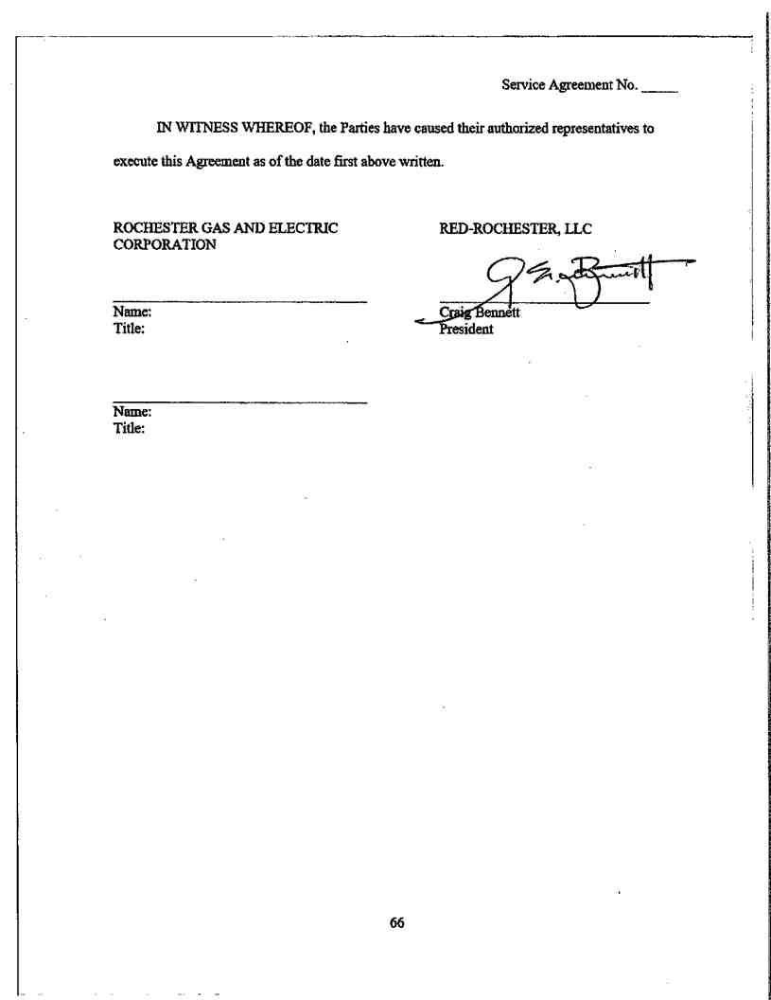 Service Agreement No. _____
IN WITNESS WHEREOF, the Parties have caused their authorized representatives to
execute this Agreement as of the date first above written.
ROCHESTER GAS AND ELECTRIC
CORPORATION
Name:
Title:
Name:
Title:
RED-ROCHESTER, LLC
Craig Bennett
President
66